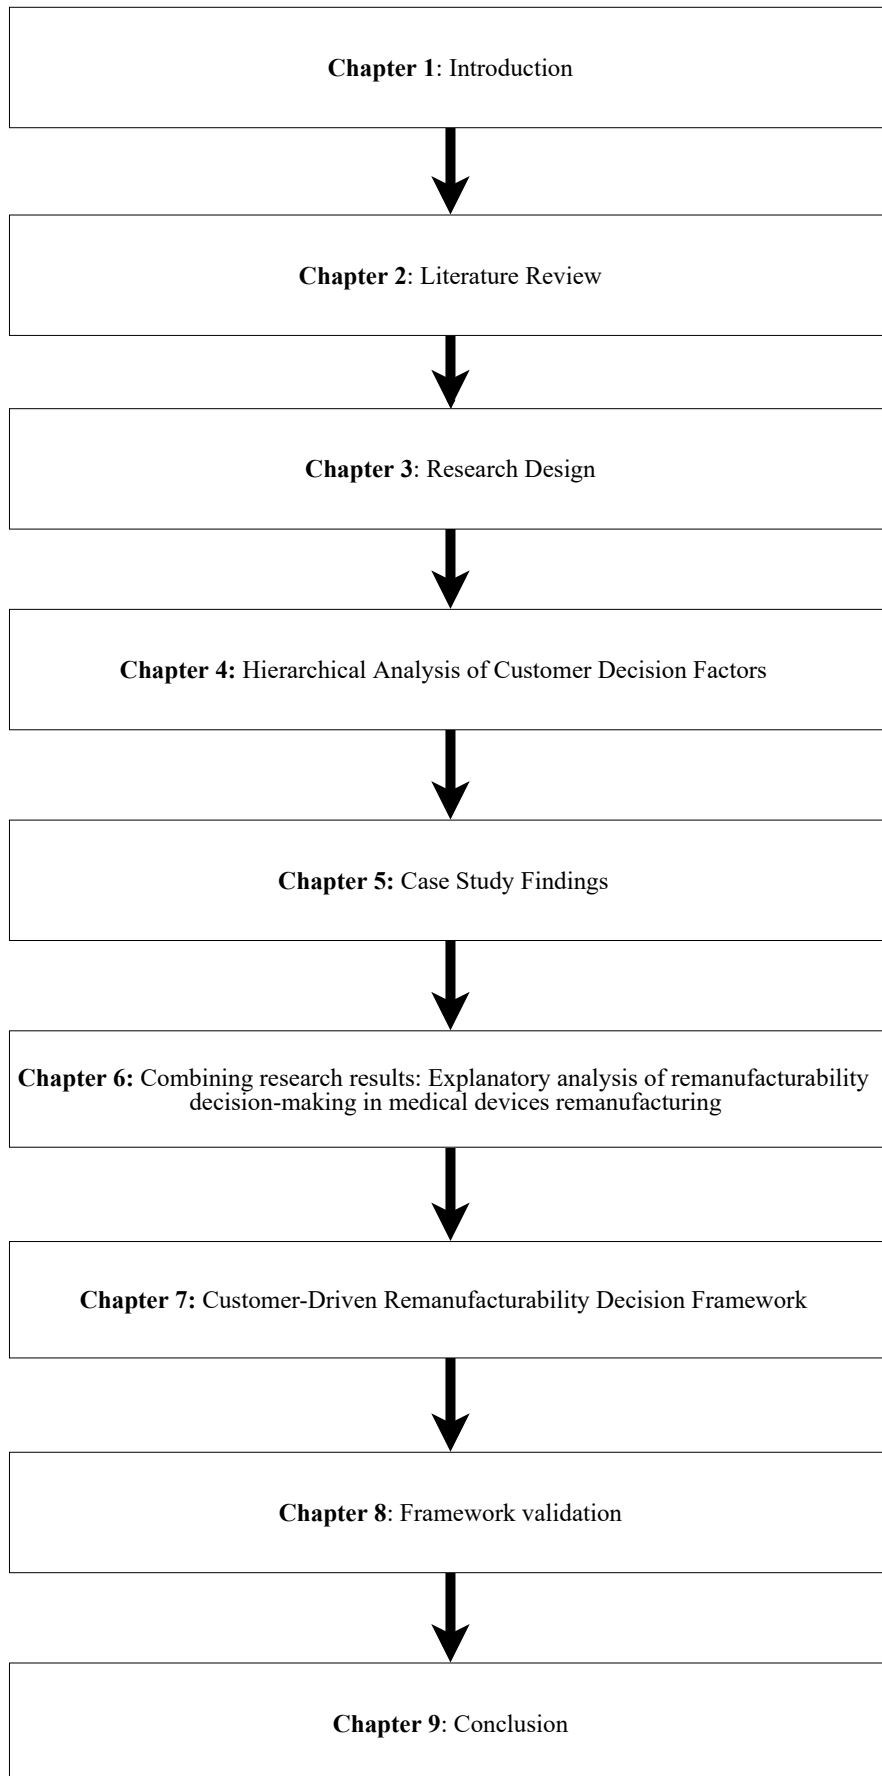 Chapter 1: Introduction
Chapter 2: Literature Review
Chapter 3: Research Design
Chapter 4: Hierarchical Analysis of Customer Decision Factors
Chapter 5: Case Study Findings
Chapter 6: Combining research results: Explanatory analysis of remanufacturability
decision-making in medical devices remanufacturing
Chapter 7: Customer-Driven Remanufacturability Decision Framework
Chapter 8: Framework validation
Chapter 9: Conclusion